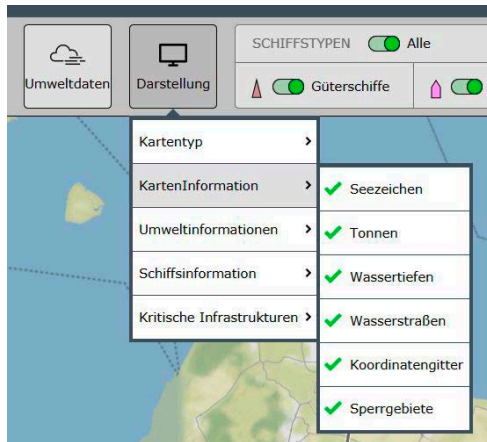 SCHIFFSTYPEN Alle
Umweltdaten
Darstellung
Güterschiffe
Kartentyp
KartenInformation
Umweltinformationen
Schiffsinformation
Kritische Infrastrukturen
Seezeichen
Tonnen
Wassertiefen
Wasserstraßen
Koordinatengitter
Sperrgebiete